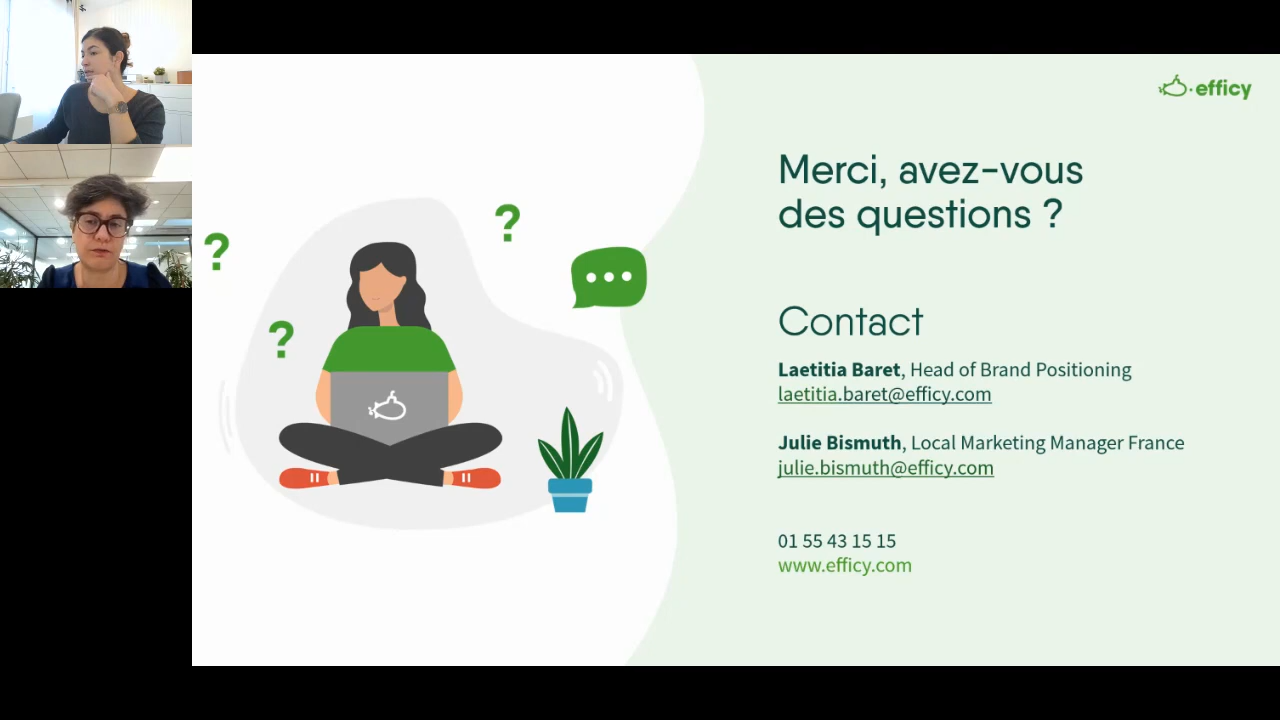 efficy
Merci, avez-vous
des questions ?
?
?
?
Contact
Laetitia Baret, Head of Brand Positioning
laetitia.baret@efficy.com
Julie Bismuth, Local Marketing Manager France
julie.bismuth@efficy.com
01 55 43 15 15
www.efficy.com